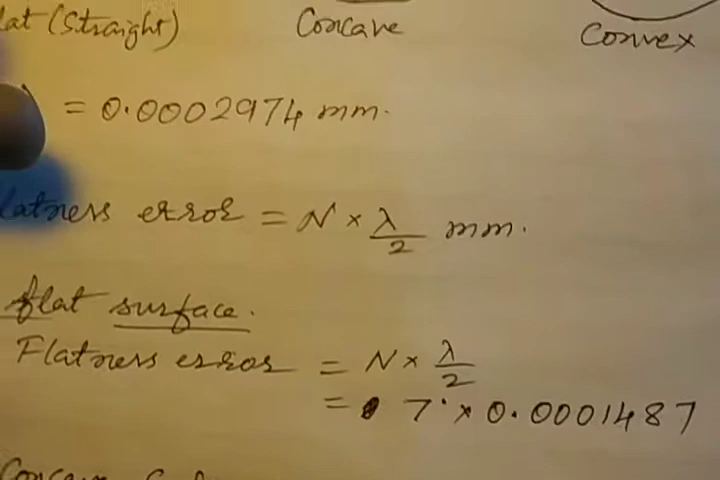 lat (Straight) Concave Convex
= 0.0002974 mm.
latness error = N × λ/2 mm.
flat surface.
Flatness error = N × λ/2
= 7 × 0.0001487